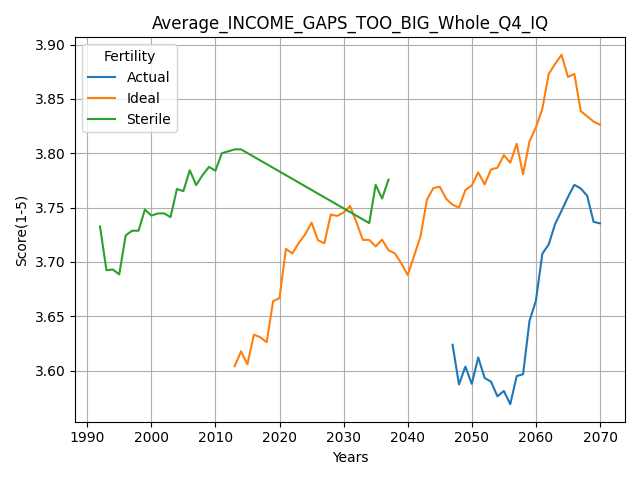 Average_INCOME_GAPS_TOO_BIG_Whole_Q4_IQ
Fertility
Actual
Ideal
Sterile
Score(1-5)
3.90
3.85
3.80
3.75
3.70
3.65
3.60
1990 2000 2010 2020 2030 2040 2050 2060 2070
Years